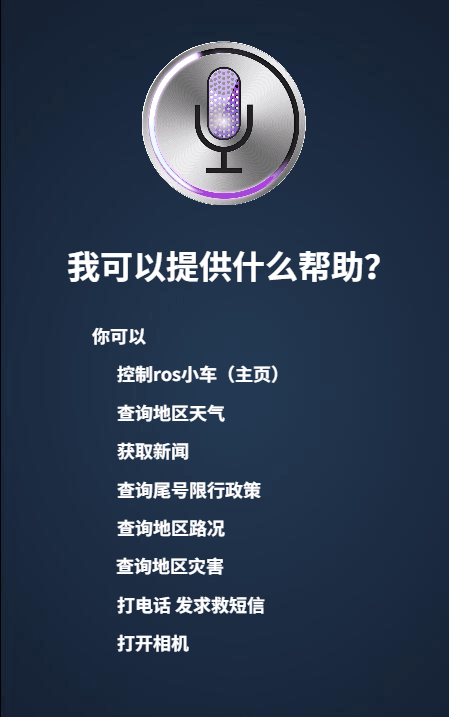 我可以提供什么帮助？
你可以
控制ros小车（主页）
查询地区天气
获取新闻
查询尾号限行政策
查询地区路况
查询地区灾害
打电话 发求救短信
打开相机